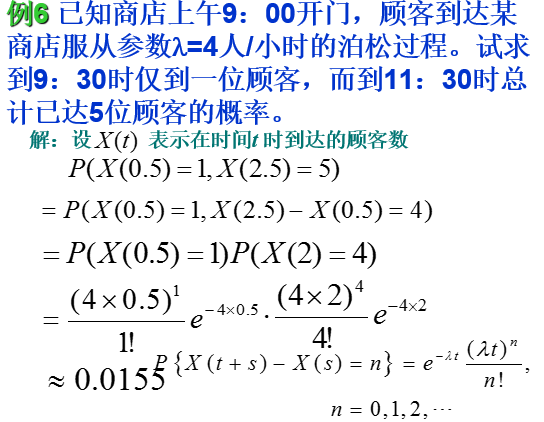 例6 已知商店上午9：00开门，顾客到达某
商店服从参数λ=4人/小时的泊松过程。试求
到9：30时仅到一位顾客，而到11：30时总
计已达5位顾客的概率。
解：设 X(t) 表示在时间t 时到达的顾客数
P(X(0.5) = 1, X(2.5) = 5)
= P(X(0.5) = 1, X(2.5) − X(0.5) = 4)
= P(X(0.5) = 1)P(X(2) = 4)
= \frac{(4×0.5)^1}{1!} e^{−4×0.5} · \frac{(4×2)^4}{4!} e^{−4×2}
≈ 0.0155
P{X(t + s) − X(s) = n} = e^{−λt} \frac{(λt)^n}{n!},
n = 0,1,2,⋯